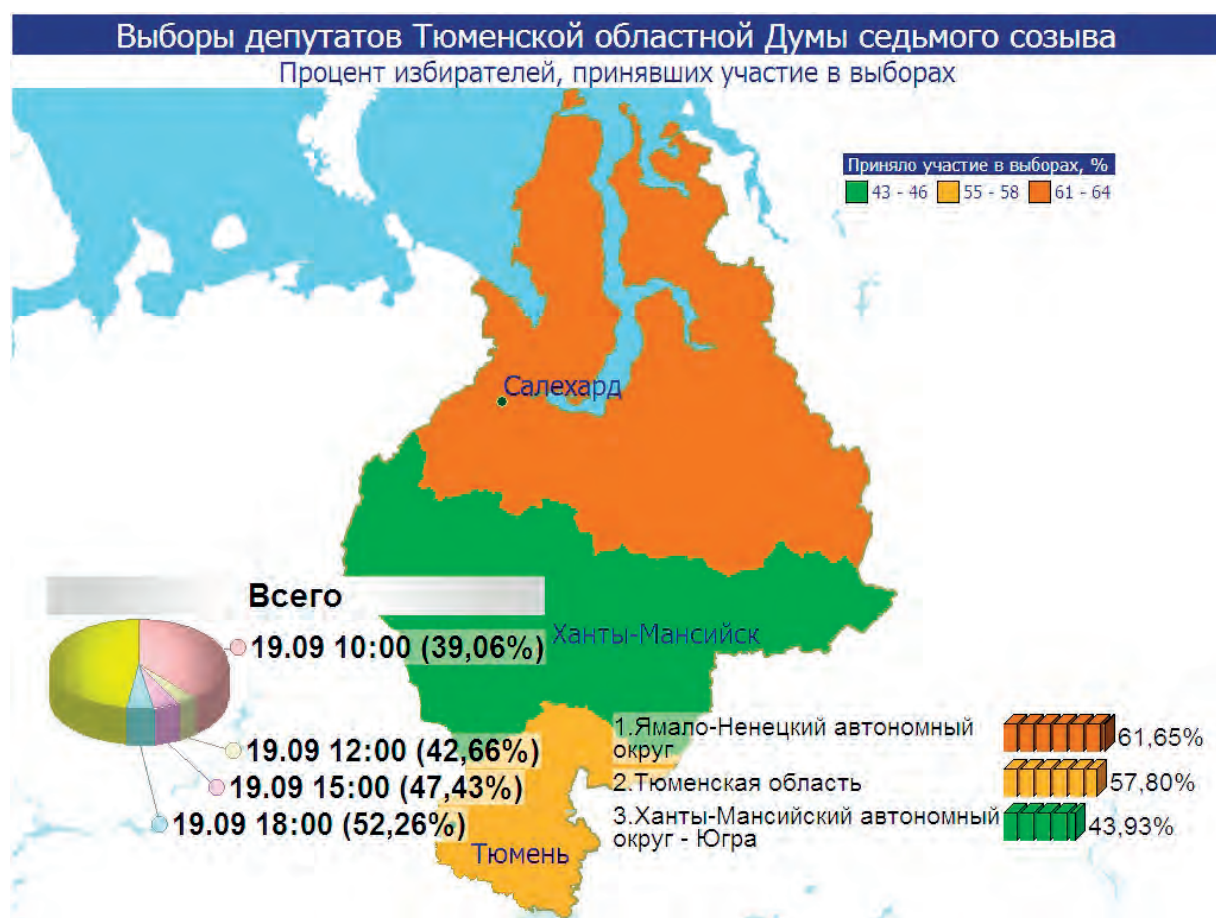 Выборы депутатов Тюменской областной Думы седьмого созыва
Процент избирателей, принявших участие в выборах
Приняло участие в выборах, %
43 - 46 55 - 58 61 - 64
Салехард
Всего
Ханты-Мансийск
19.09 10:00 (39,06%)
19.09 12:00 (42,66%)
19.09 15:00 (47,43%)
19.09 18:00 (52,26%)
Тюмень
1.Ямало-Ненецкий автономный
округ
61,65%
2.Тюменская область
57,80%
3.Ханты-Мансийский автономный
округ - Югра
43,93%